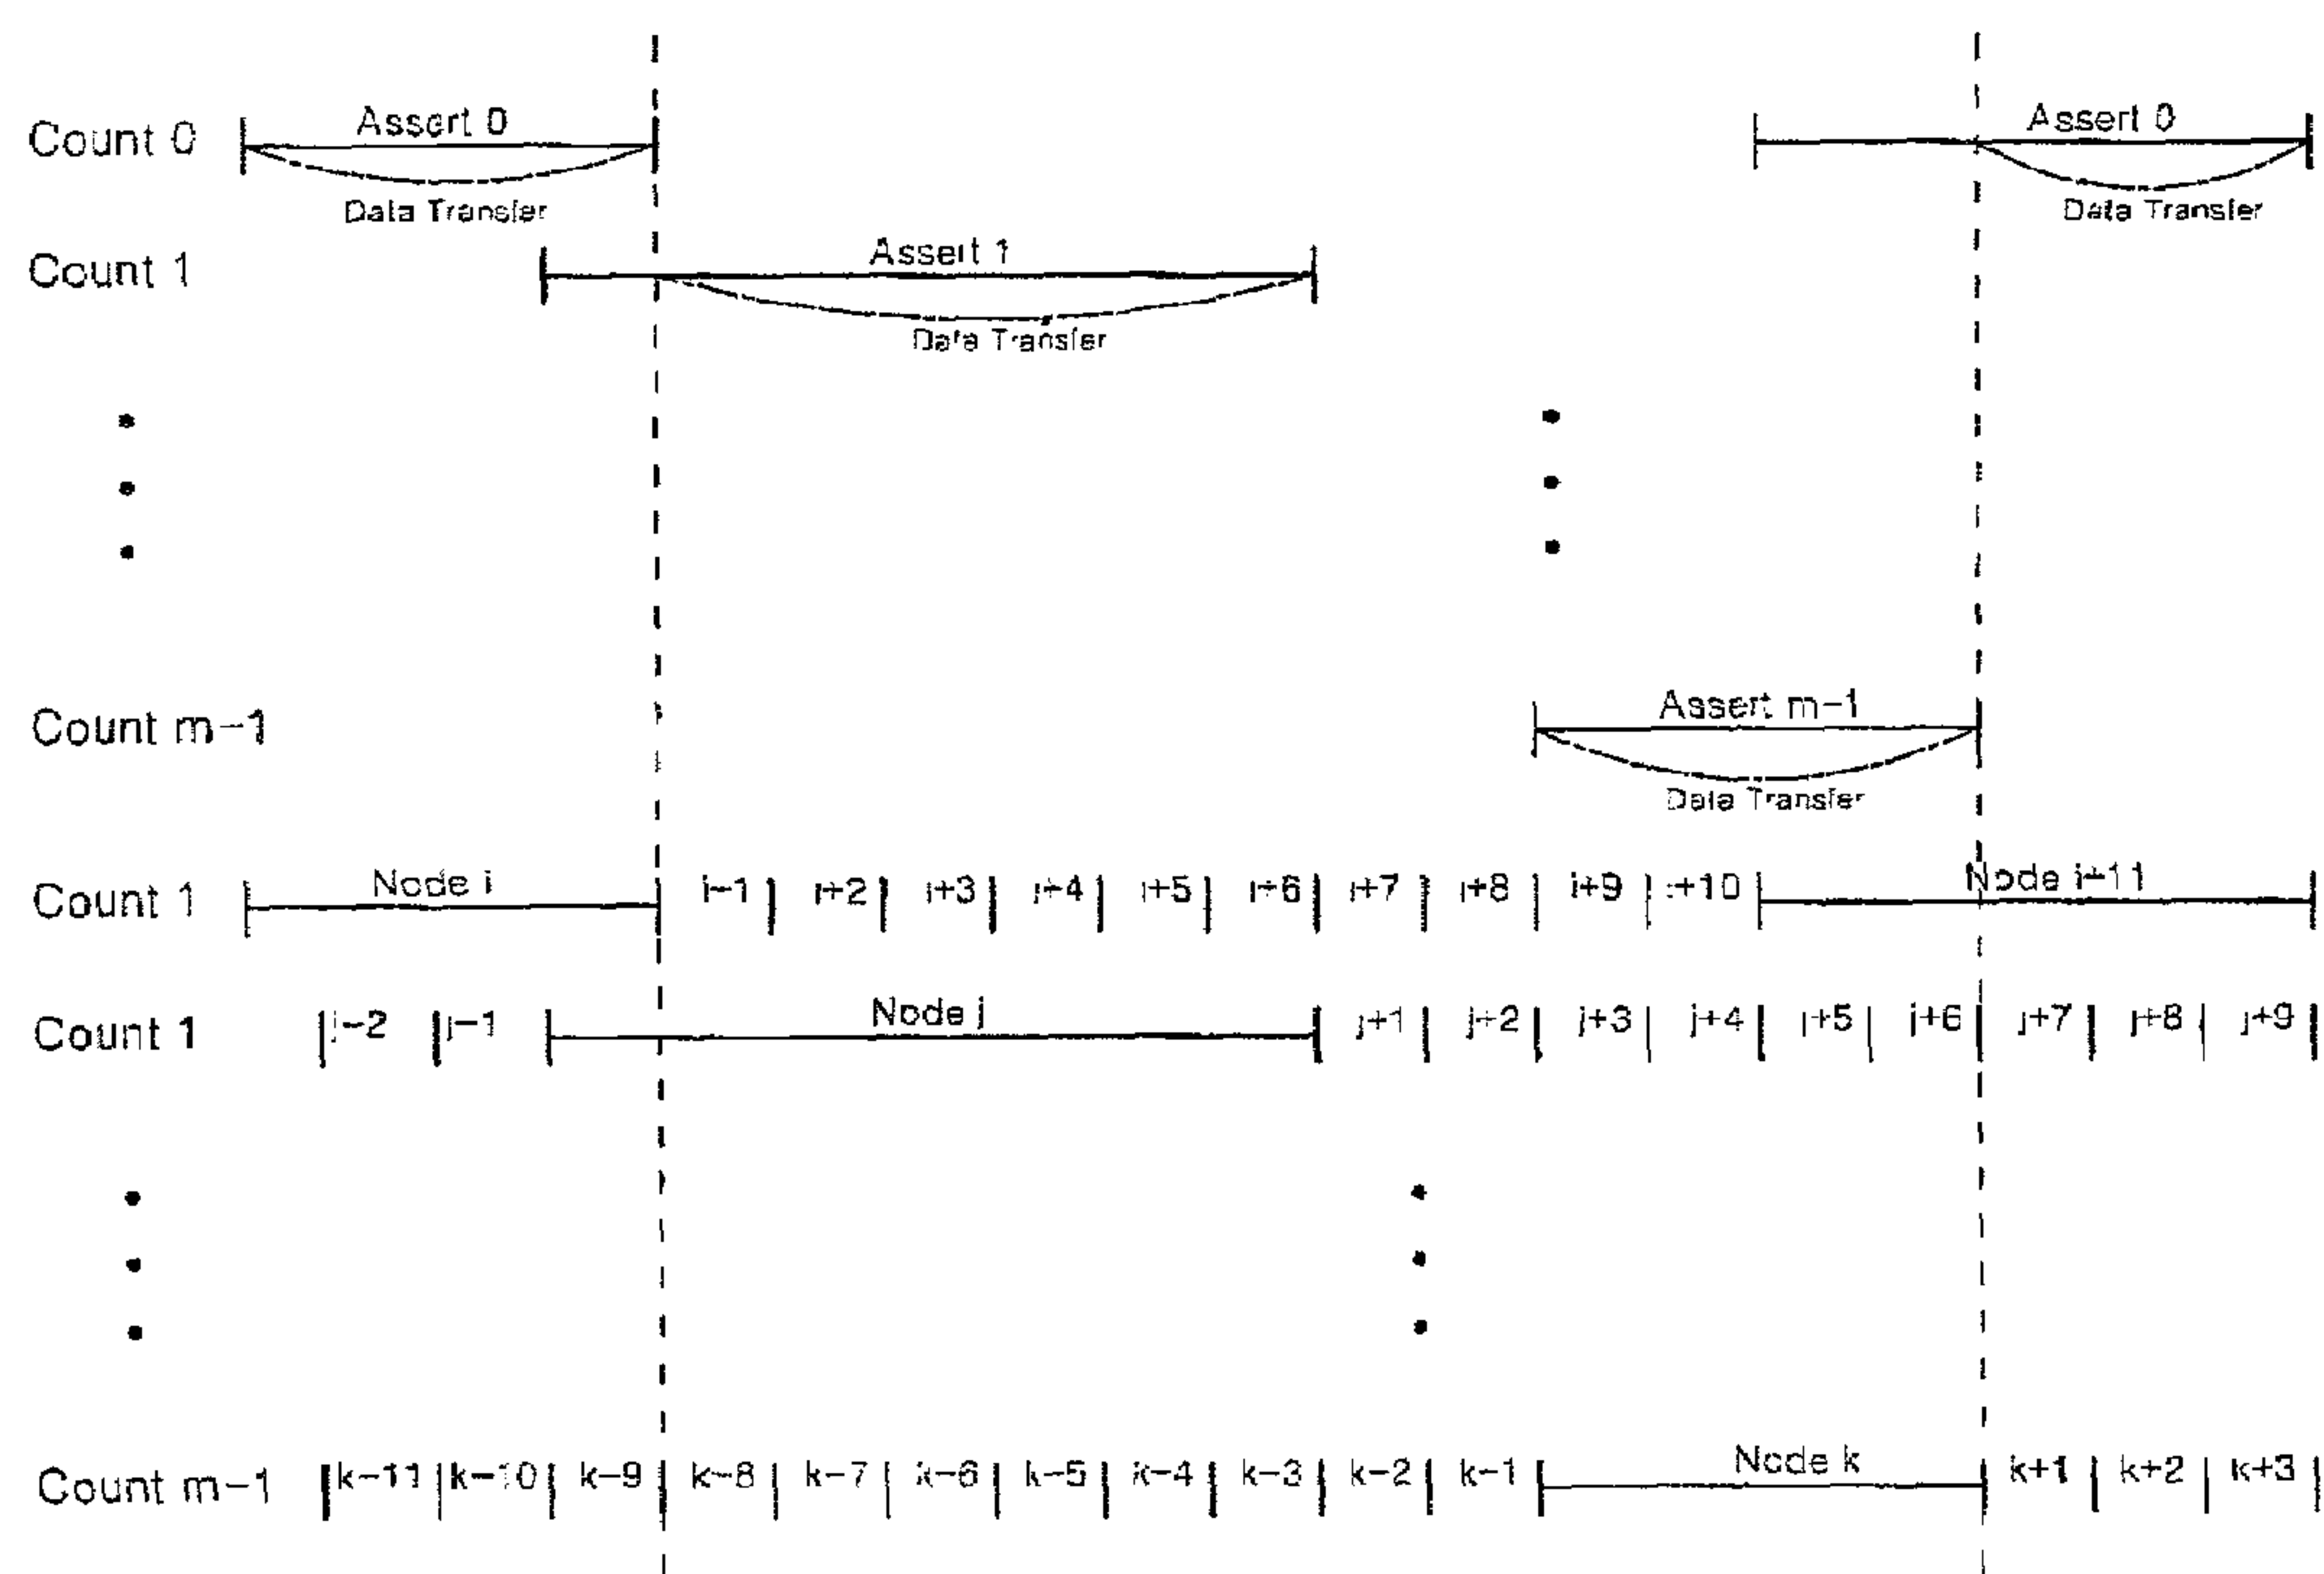 Count 0 Assert 0 Assert 0
Data Transfer Data Transfer
Count 1 Assert 1
Data Transfer
Count m-1 Assert m-1
Data Transfer
Count 1 Node i i-1 i+2 i+3 i+4 i+5 i+6 i+7 i+8 i+9 i+10 Node i+11
Count 1 j-2 j-1 Node j j+1 j+2 j+3 j+4 j+5 j+6 j+7 j+8 j+9
Count m-1 k-11 k-10 k-9 k-8 k-7 k-6 k-5 k-4 k-3 k-2 k-1 Node k k+1 k+2 k+3